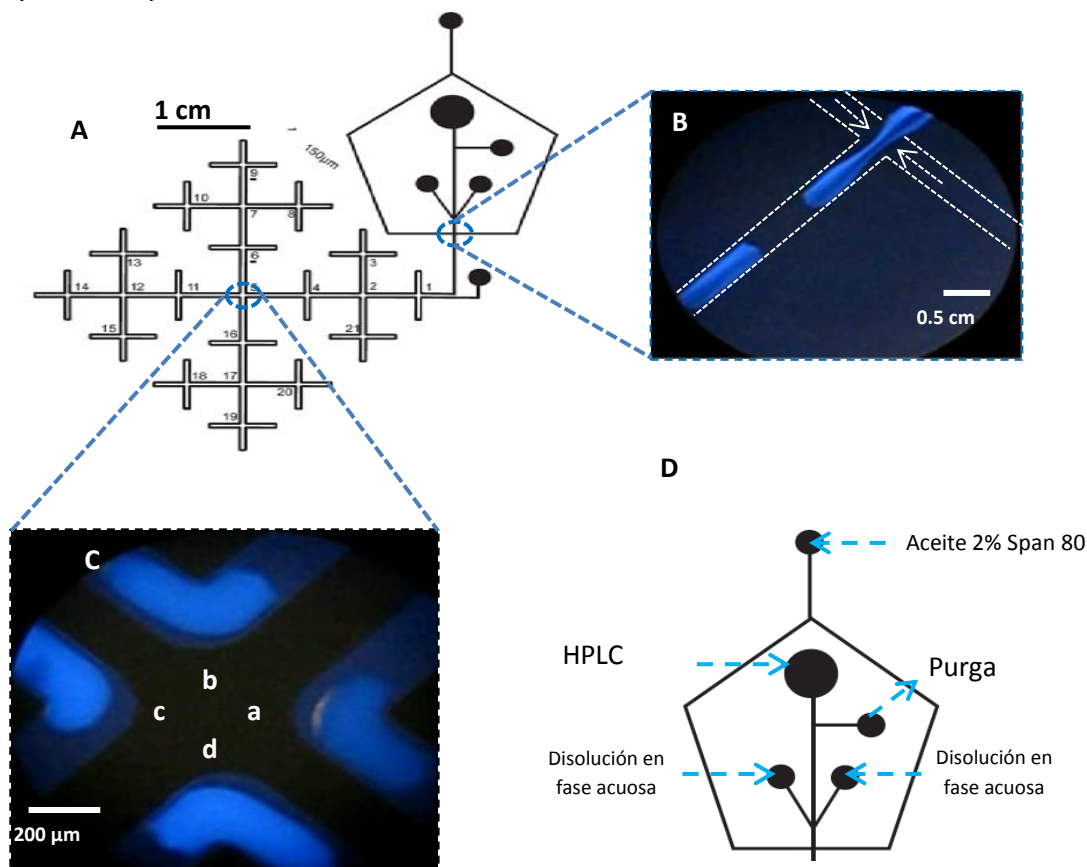 A
1 cm
1
150µm
9
10
7
8
6
13
3
14
12
11
5
4
2
1
15
16
21
18
17
20
19
B
0.5 cm
C
b
c
a
d
200 µm
D
Aceite 2% Span 80
HPLC
Purga
Disolución en
fase acuosa
Disolución en
fase acuosa